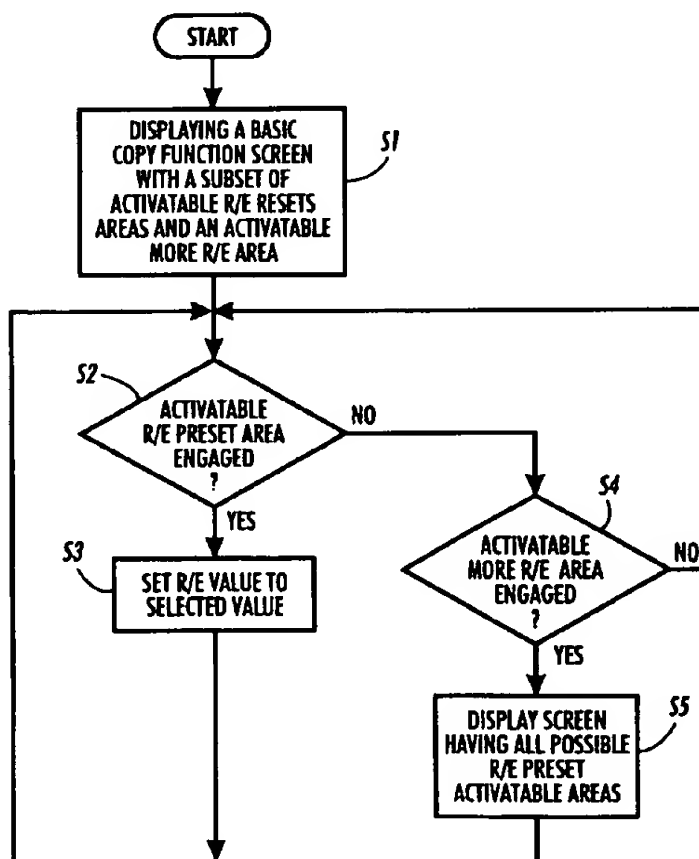 START
DISPLAYING A BASIC
COPY FUNCTION SCREEN
WITH A SUBSET OF
ACTIVATABLE R/E RESETS
AREAS AND AN ACTIVATABLE
MORE R/E AREA
S1
S2
ACTIVATABLE
R/E PRESET AREA
ENGAGED
?
NO
YES
S3
SET R/E VALUE TO
SELECTED VALUE
S4
ACTIVATABLE
MORE R/E AREA
ENGAGED
?
NO
YES
S5
DISPLAY SCREEN
HAVING ALL POSSIBLE
R/E PRESET
ACTIVATABLE AREAS